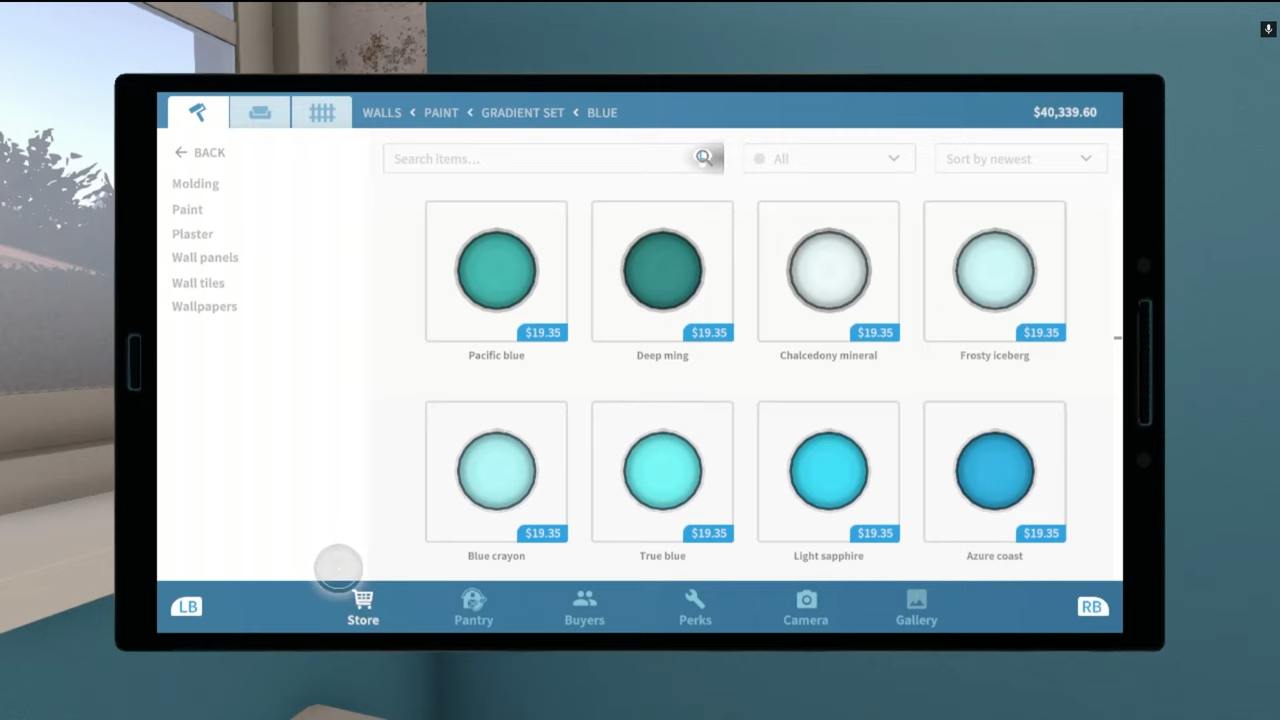 WALLS < PAINT < GRADIENT SET < BLUE
$40,339.60
BACK
Molding
Paint
Plaster
Wall panels
Wall tiles
Wallpapers
Search items...
All
Sort by newest
$19.35
$19.35
$19.35
$19.35
Pacific blue
Deep ming
Chalcedony mineral
Frosty iceberg
$19.35
$19.35
$19.35
$19.35
Blue crayon
True blue
Light sapphire
Azure coast
LB
Store
Pantry
Buyers
Perks
Camera
Gallery
RB